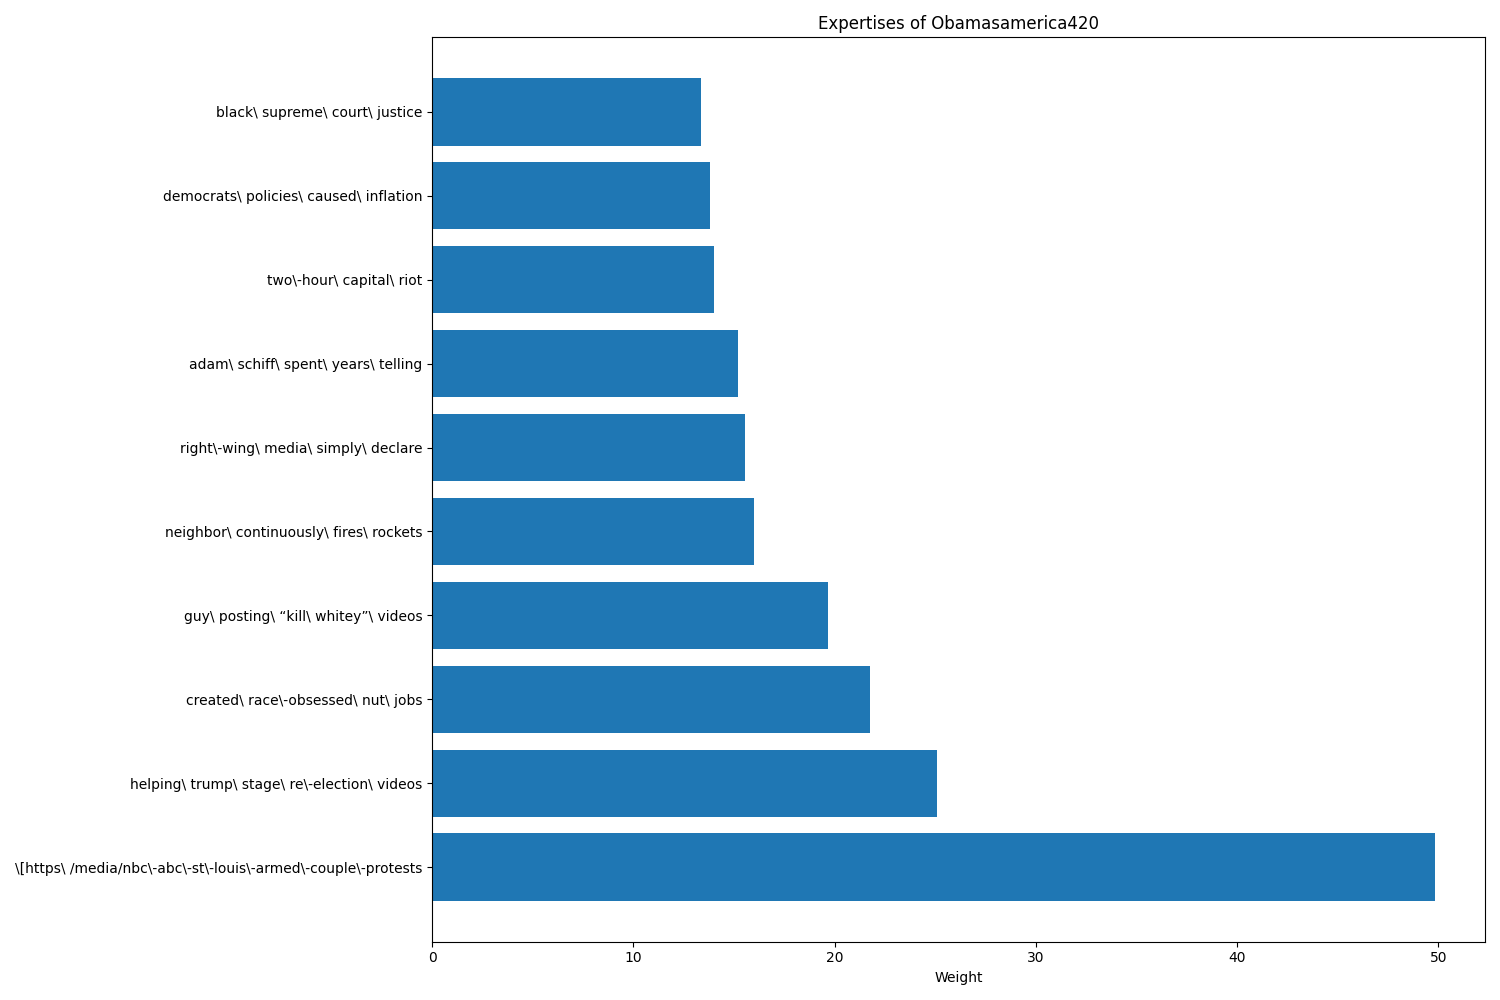 Expertises of Obamasamerica420
black\ supreme\ court\ justice
democrats\ policies\ caused\ inflation
two\-hour\ capital\ riot
adam\ schiff\ spent\ years\ telling
right\-wing\ media\ simply\ declare
neighbor\ continuously\ fires\ rockets
guy\ posting\ “kill\ whitey”\ videos
created\ race\-obsessed\ nut\ jobs
helping\ trump\ stage\ re\-election\ videos
\[https\ /media/nbc\-abc\-st\-louis\-armed\-couple\-protests
0 10 20 30 40 50
Weight